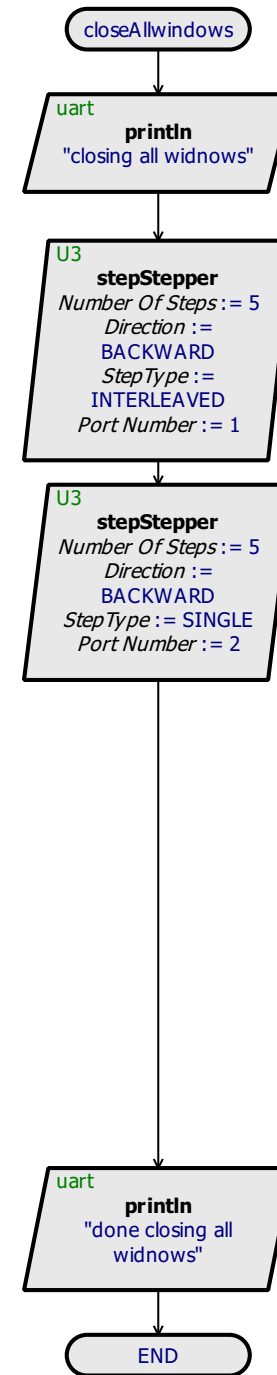 closeAllwindows
uart
println
"closing all widnows"
U3
stepStepper
Number Of Steps := 5
Direction :=
BACKWARD
StepType :=
INTERLEAVED
Port Number := 1
U3
stepStepper
Number Of Steps := 5
Direction :=
BACKWARD
StepType := SINGLE
Port Number := 2
uart
println
"done closing all
widnows"
END